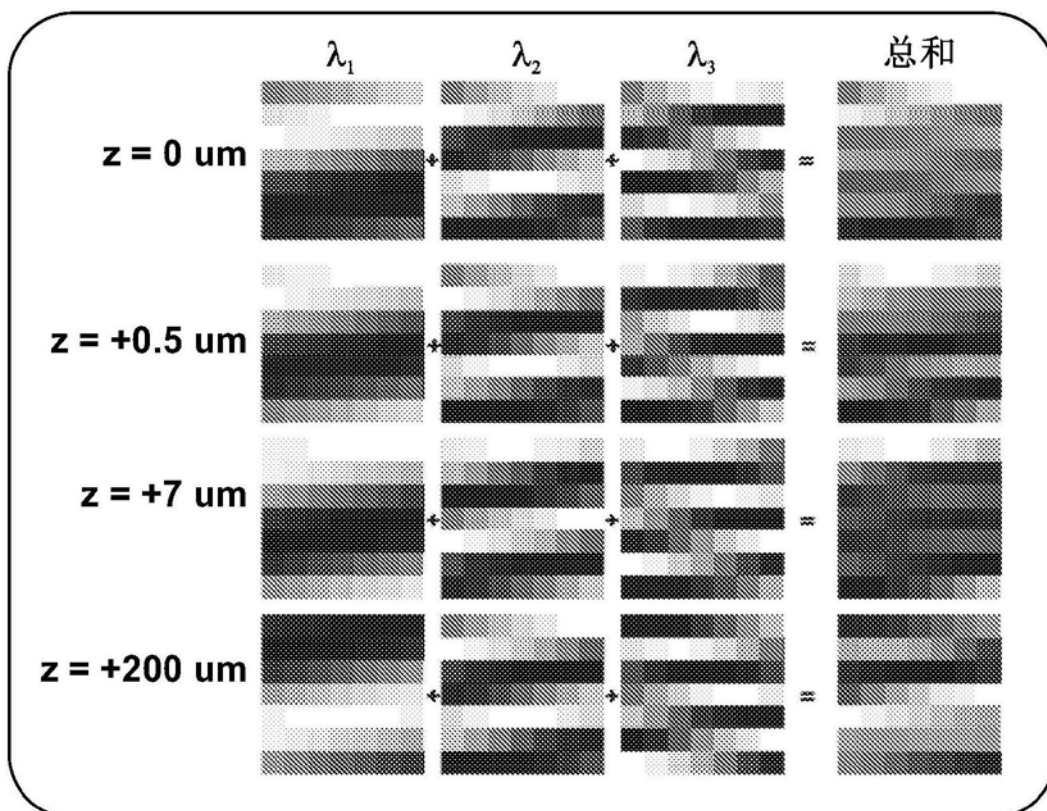 λ₁ λ₂ λ₃ 总和
z = 0 um + + =
z = +0.5 um + + =
z = +7 um + + =
z = +200 um + + =